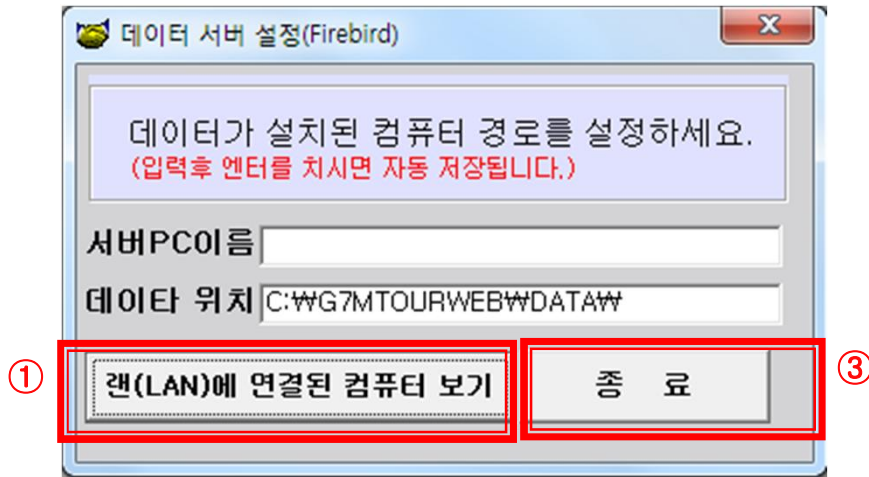 데이터 서버 설정(Firebird)
데이터가 설치된 컴퓨터 경로를 설정하세요.
(입력후 엔터를 치시면 자동 저장됩니다.)
서버PC이름
데이타 위치 C:₩G7MTOURWEB₩DATA₩
① 랜(LAN)에 연결된 컴퓨터 보기 종 료 ③